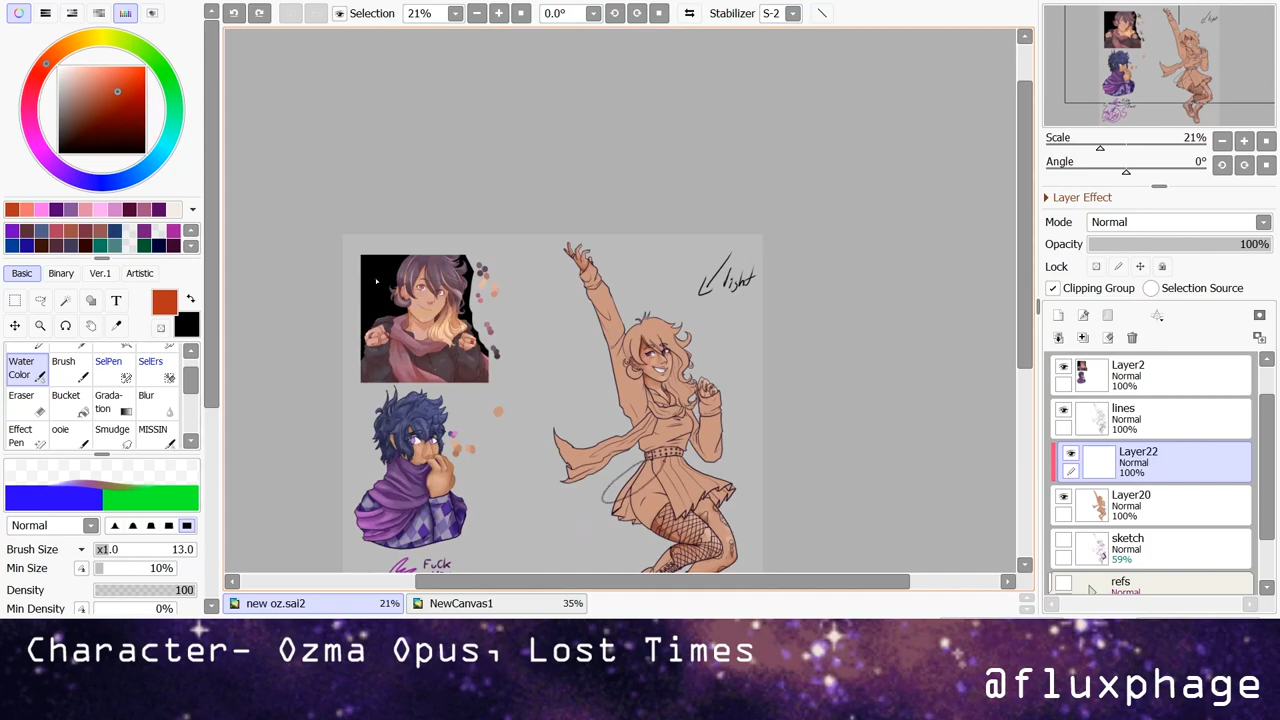 Selection 21% 0.0° Stabilizer S-2
Scale 21%
Angle 0°
Layer Effect
Mode Normal
Opacity 100%
Lock
Clipping Group Selection Source
Basic Binary Ver.1 Artistic
T
Water Color Brush SelPen SelErs
Eraser Bucket Grada-tion Blur
Effect Pen ooie Smudge MISSIN
Normal
Brush Size x1.0 13.0
Min Size 10%
Density 100
Min Density 0%
light
Fuck
Layer2
Normal
100%
lines
Normal
100%
Layer22
Normal
100%
Layer20
Normal
100%
sketch
Normal
59%
refs
Normal
new oz.sai2 21% NewCanvas1 35%
Character- Ozma Opus, Lost Times
@fluxphage